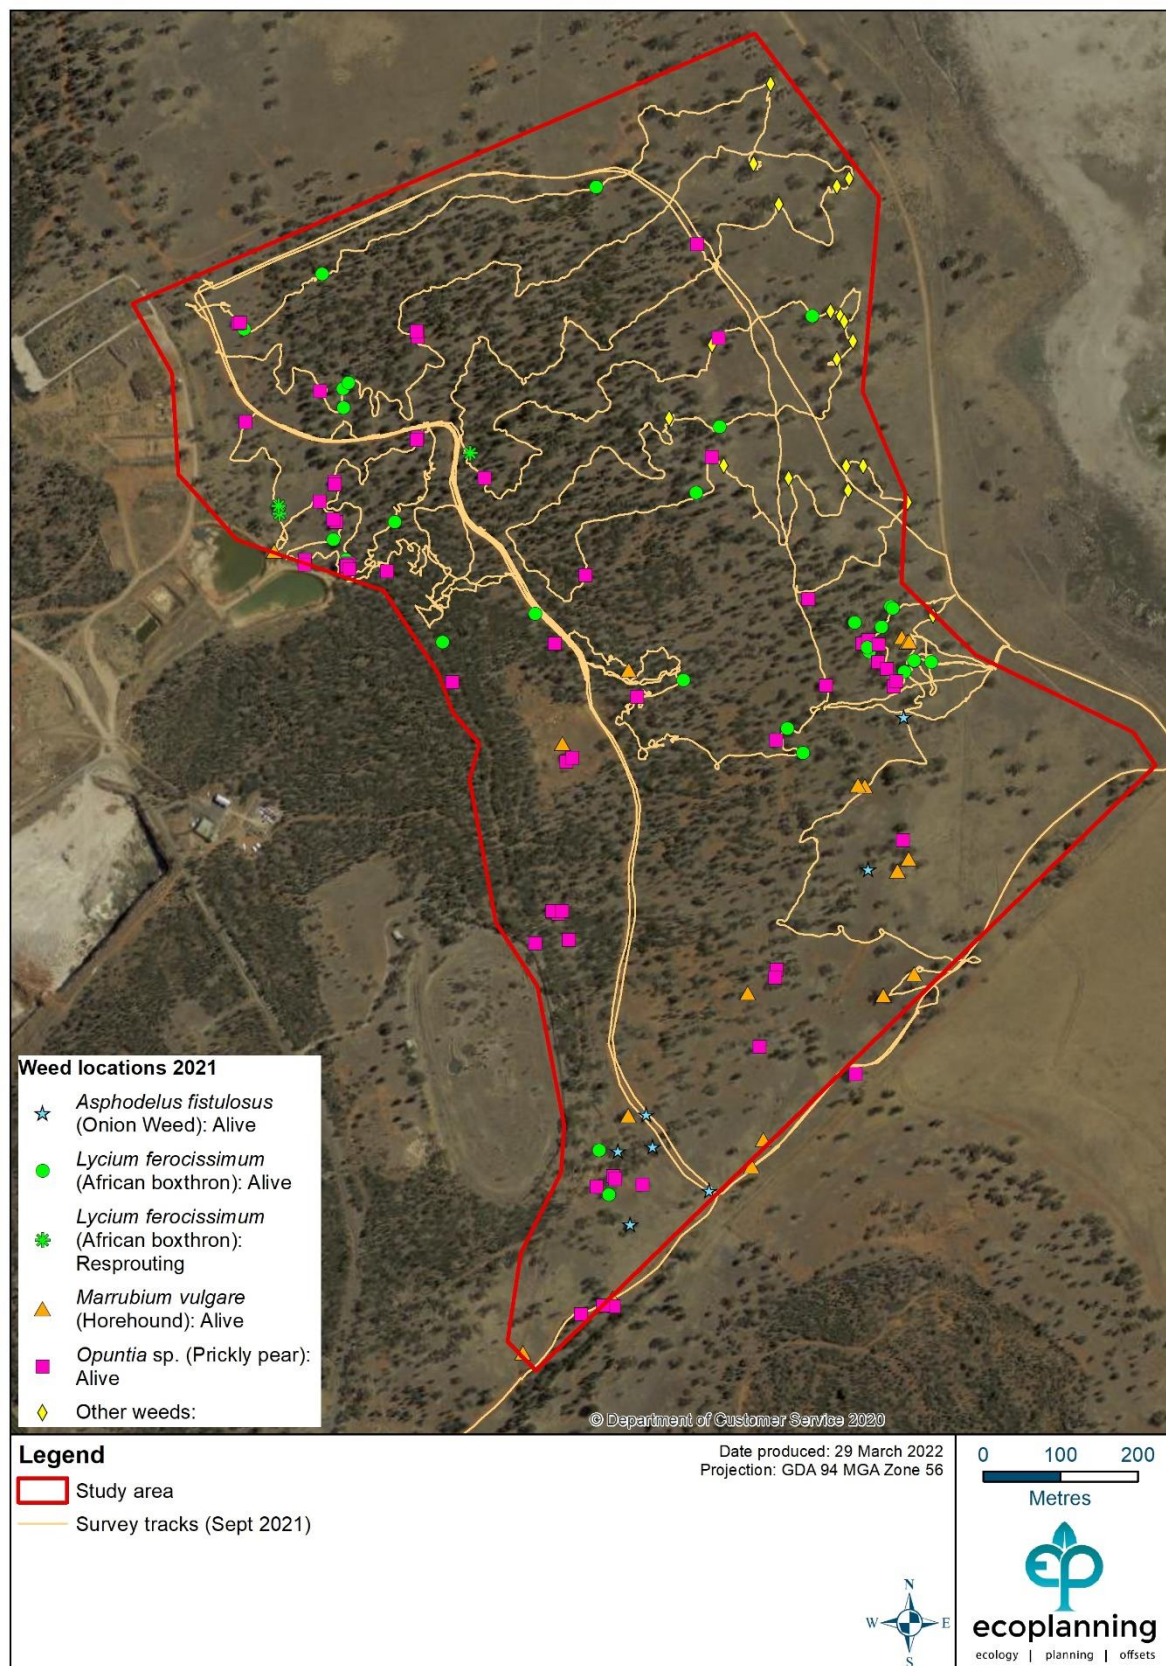 Weed locations 2021
Asphodelus fistulosus
(Onion Weed): Alive
Lycium ferocissimum
(African boxthron): Alive
Lycium ferocissimum
(African boxthron):
Resprouting
Marrubium vulgare
(Horehound): Alive
Opuntia sp. (Prickly pear):
Alive
Other weeds:
© Department of Customer Service 2020
Legend
Study area
Survey tracks (Sept 2021)
Date produced: 29 March 2022
Projection: GDA 94 MGA Zone 56
N
W E
S
0 100 200
Metres
ep
ecoplanning
ecology | planning | offsets